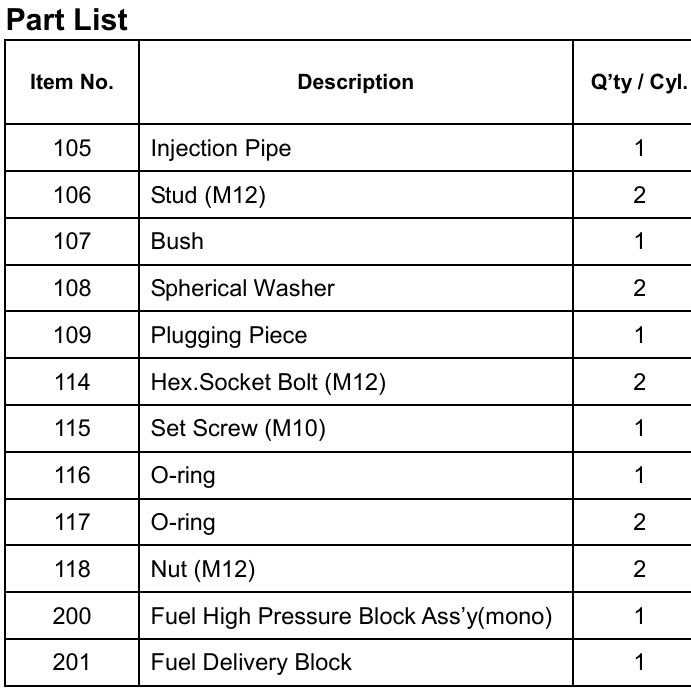 Part List
Item No. Description Q’ty / Cyl.
105 Injection Pipe 1
106 Stud (M12) 2
107 Bush 1
108 Spherical Washer 2
109 Plugging Piece 1
114 Hex.Socket Bolt (M12) 2
115 Set Screw (M10) 1
116 O-ring 1
117 O-ring 2
118 Nut (M12) 2
200 Fuel High Pressure Block Ass’y(mono) 1
201 Fuel Delivery Block 1